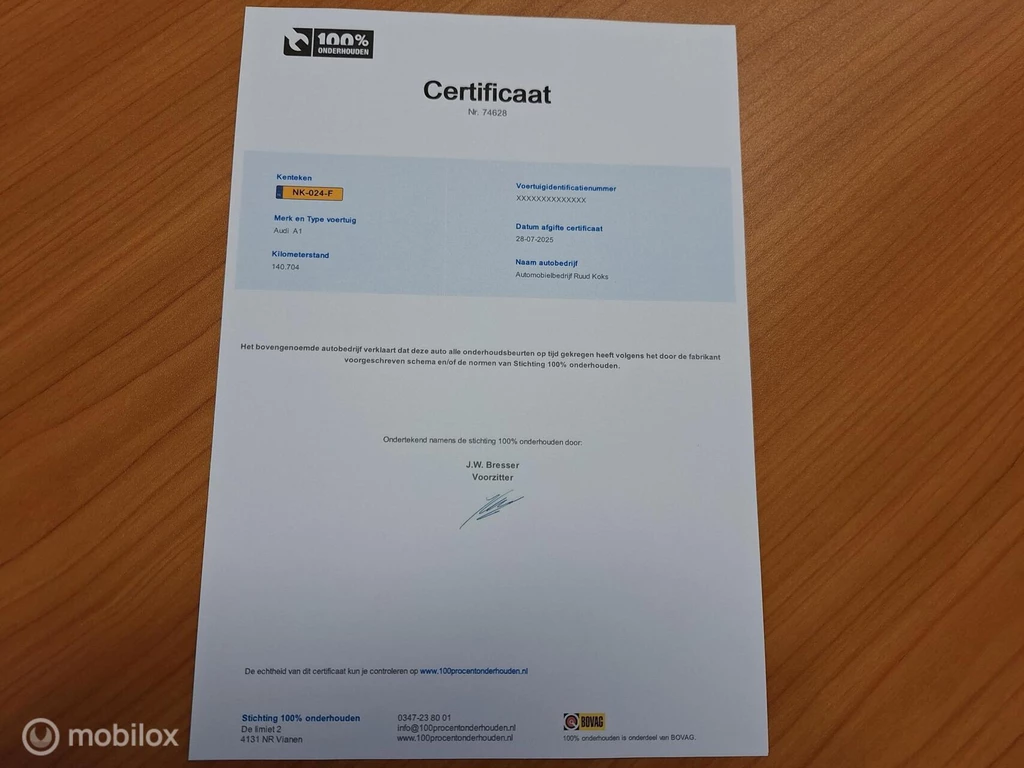 100%
ONDERHOUDEN
Certificaat
Nr. 74628
Kenteken
NK-024-F
Merk en Type voertuig
Audi A1
Kilometerstand
140.704
Voertuigidentificatienummer
XXXXXXXXXXXXXX
Datum afgifte certificaat
28-07-2025
Naam autobedrijf
Automobielbedrijf Ruud Koks
Het bovengenoemde autobedrijf verklaart dat deze auto alle onderhoudsbeurten op tijd gekregen heeft volgens het door de fabrikant
voorgeschreven schema en/of de normen van Stichting 100% onderhouden.
Ondertekend namens de stichting 100% onderhouden door:
J.W. Bresser
Voorzitter
De echtheid van dit certificaat kun je controleren op www.100procentonderhouden.nl
Stichting 100% onderhouden
De limiet 2
4131 NR Vianen
0347-23 80 01
info@100procentonderhouden.nl
www.100procentonderhouden.nl
BOVAG
100% onderhouden is onderdeel van BOVAG.
mobilox